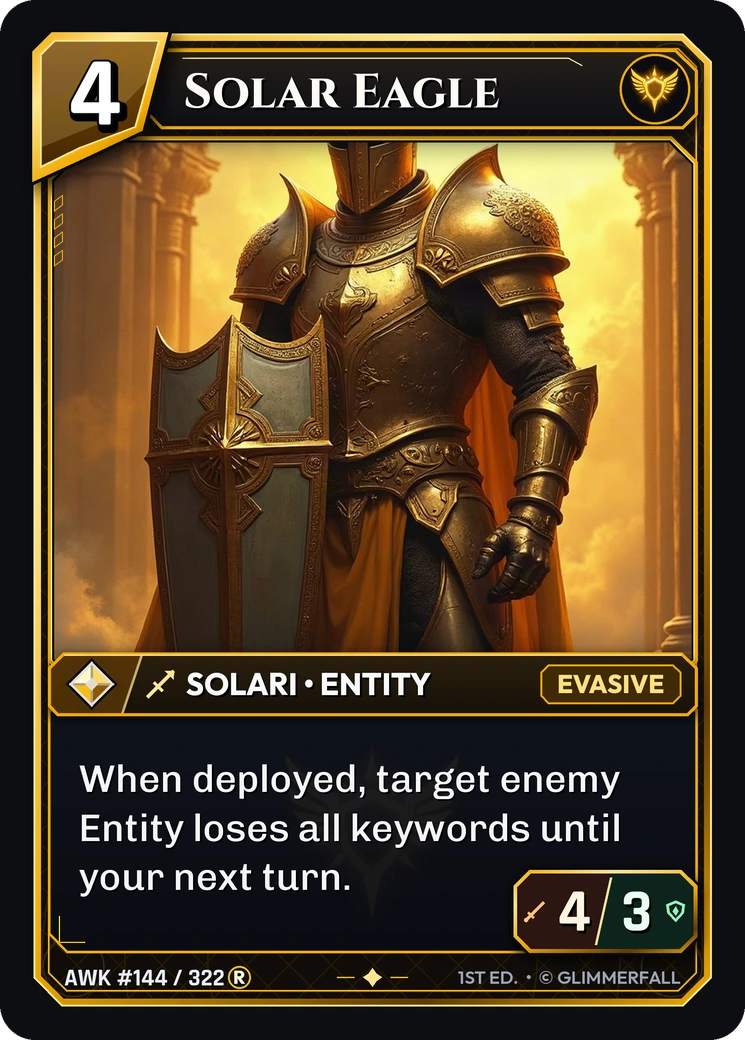 4
SOLAR EAGLE
SOLARI • ENTITY
EVASIVE
When deployed, target enemy
Entity loses all keywords until
your next turn.
4 / 3
AWK #144 / 322 R
1ST ED. • © GLIMMERFALL